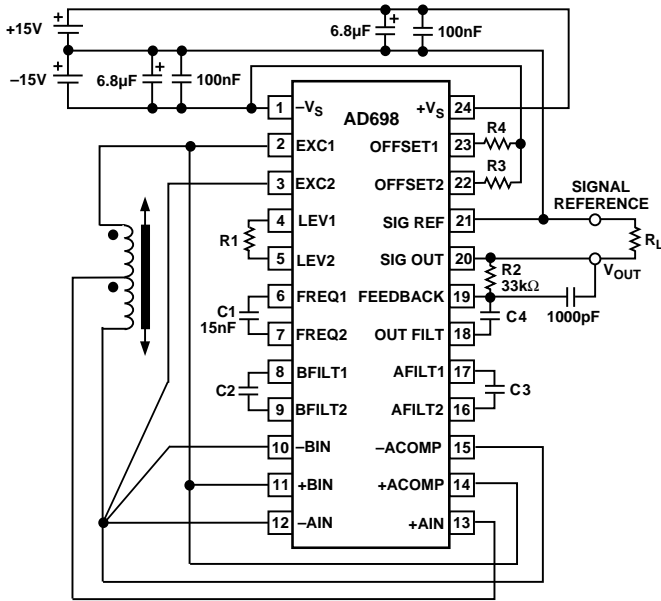 +15V
–15V
6.8µF
100nF
6.8µF
100nF
AD698
1 –VS
2 EXC1
3 EXC2
4 LEV1
5 LEV2
6 FREQ1
7 FREQ2
8 BFILT1
9 BFILT2
10 –BIN
11 +BIN
12 –AIN
+VS 24
OFFSET1 23
OFFSET2 22
SIG REF 21
SIG OUT 20
FEEDBACK 19
OUT FILT 18
AFILT1 17
AFILT2 16
–ACOMP 15
+ACOMP 14
+AIN 13
R1
C1
15nF
C2
R4
R3
SIGNAL
REFERENCE
RL
R2
33kΩ
VOUT
C4
1000pF
C3